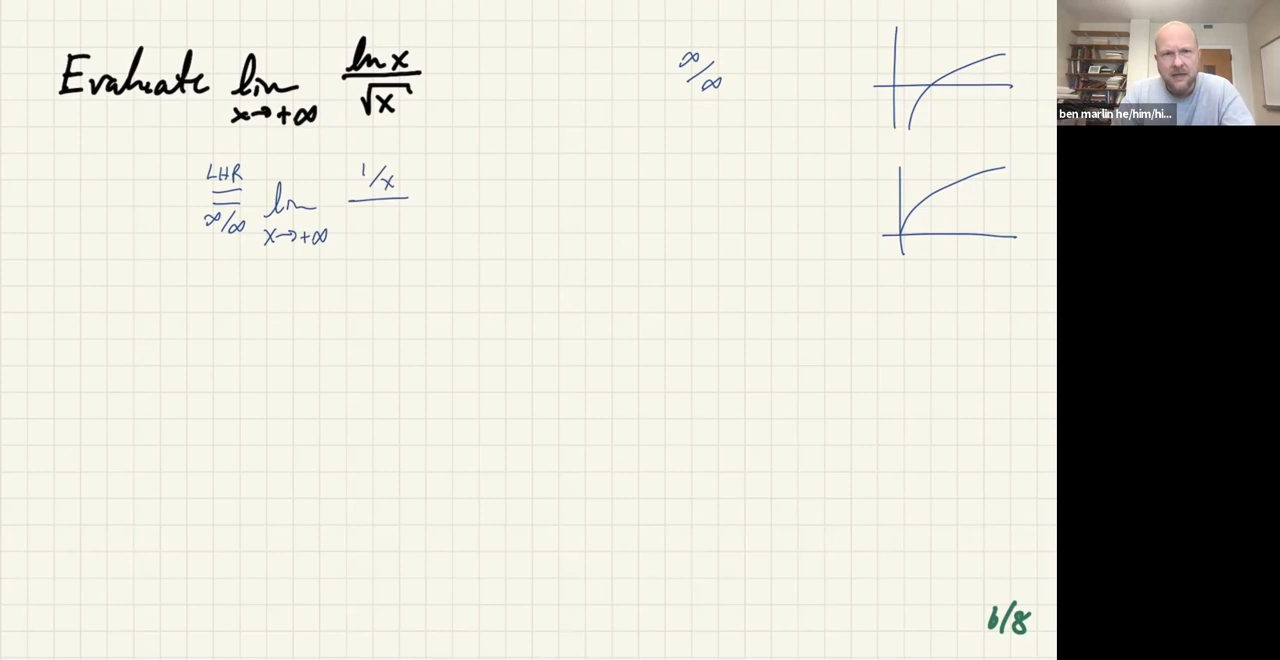 Evaluate lim x→+∞ ln x / √x
∞/∞
LHR = ∞/∞ lim x→+∞ 1/x
ben marlin he/him/hi...
6/8